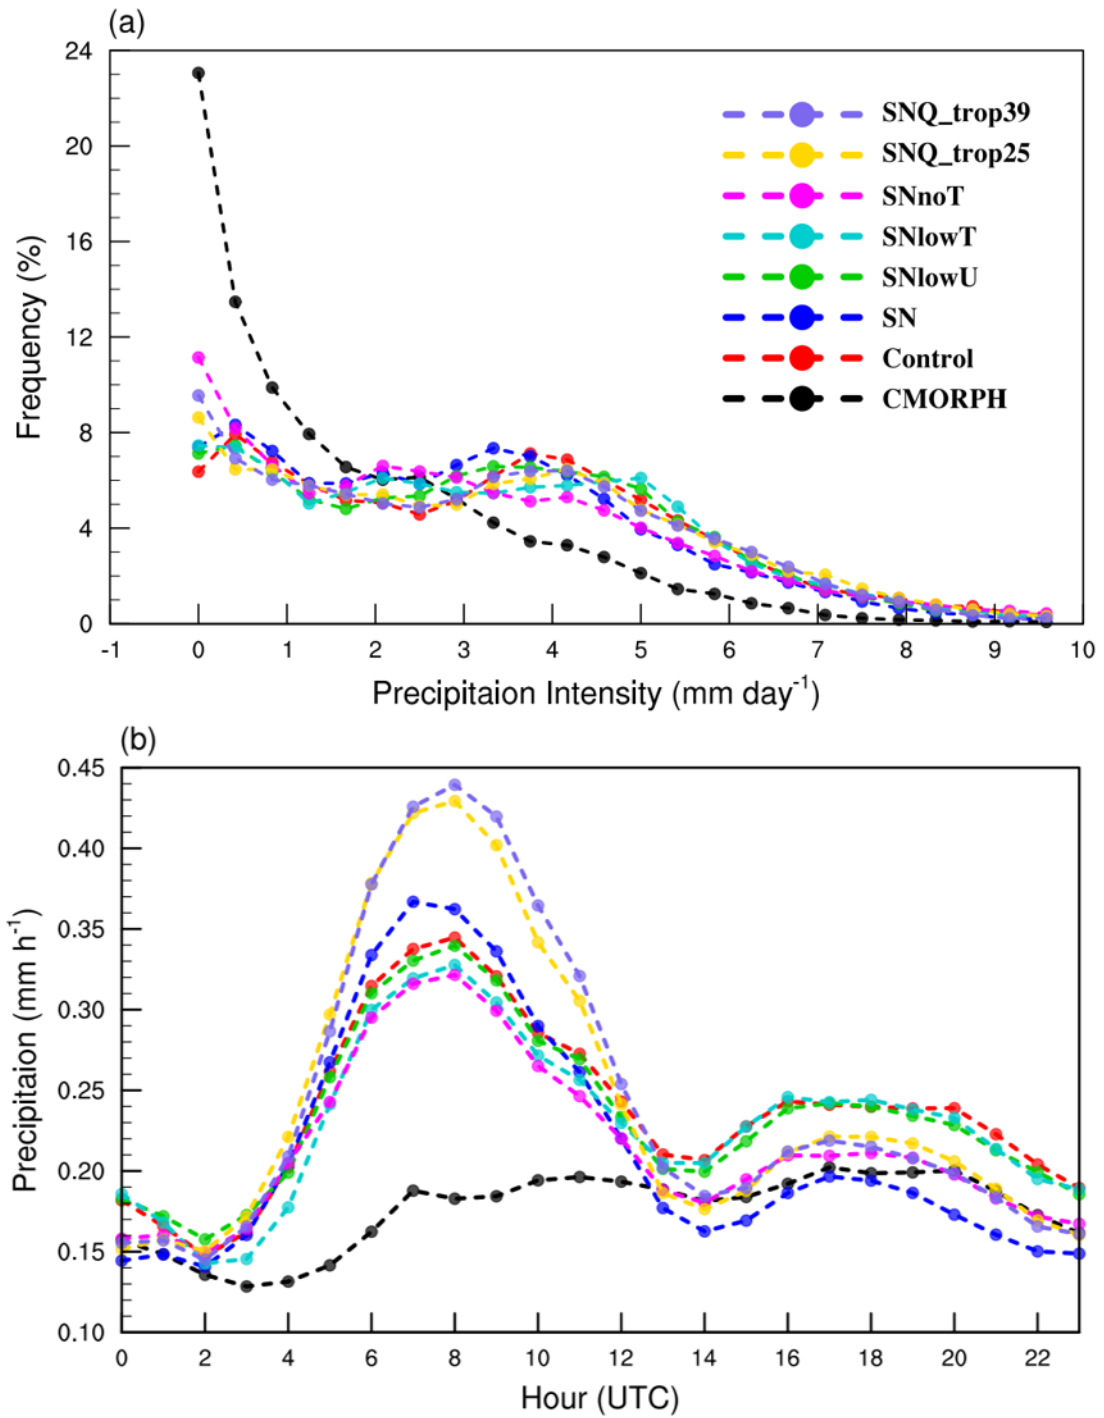 (a)
24
20
16
12
8
4
0
Frequency (%)
SNQ_trop39
SNQ_trop25
SNnoT
SNlowT
SNlowU
SN
Control
CMORPH
-1 0 1 2 3 4 5 6 7 8 9 10
Precipitaion Intensity (mm day-1)
(b)
0.45
0.40
0.35
0.30
0.25
0.20
0.15
0.10
Precipitaion (mm h-1)
0 2 4 6 8 10 12 14 16 18 20 22
Hour (UTC)